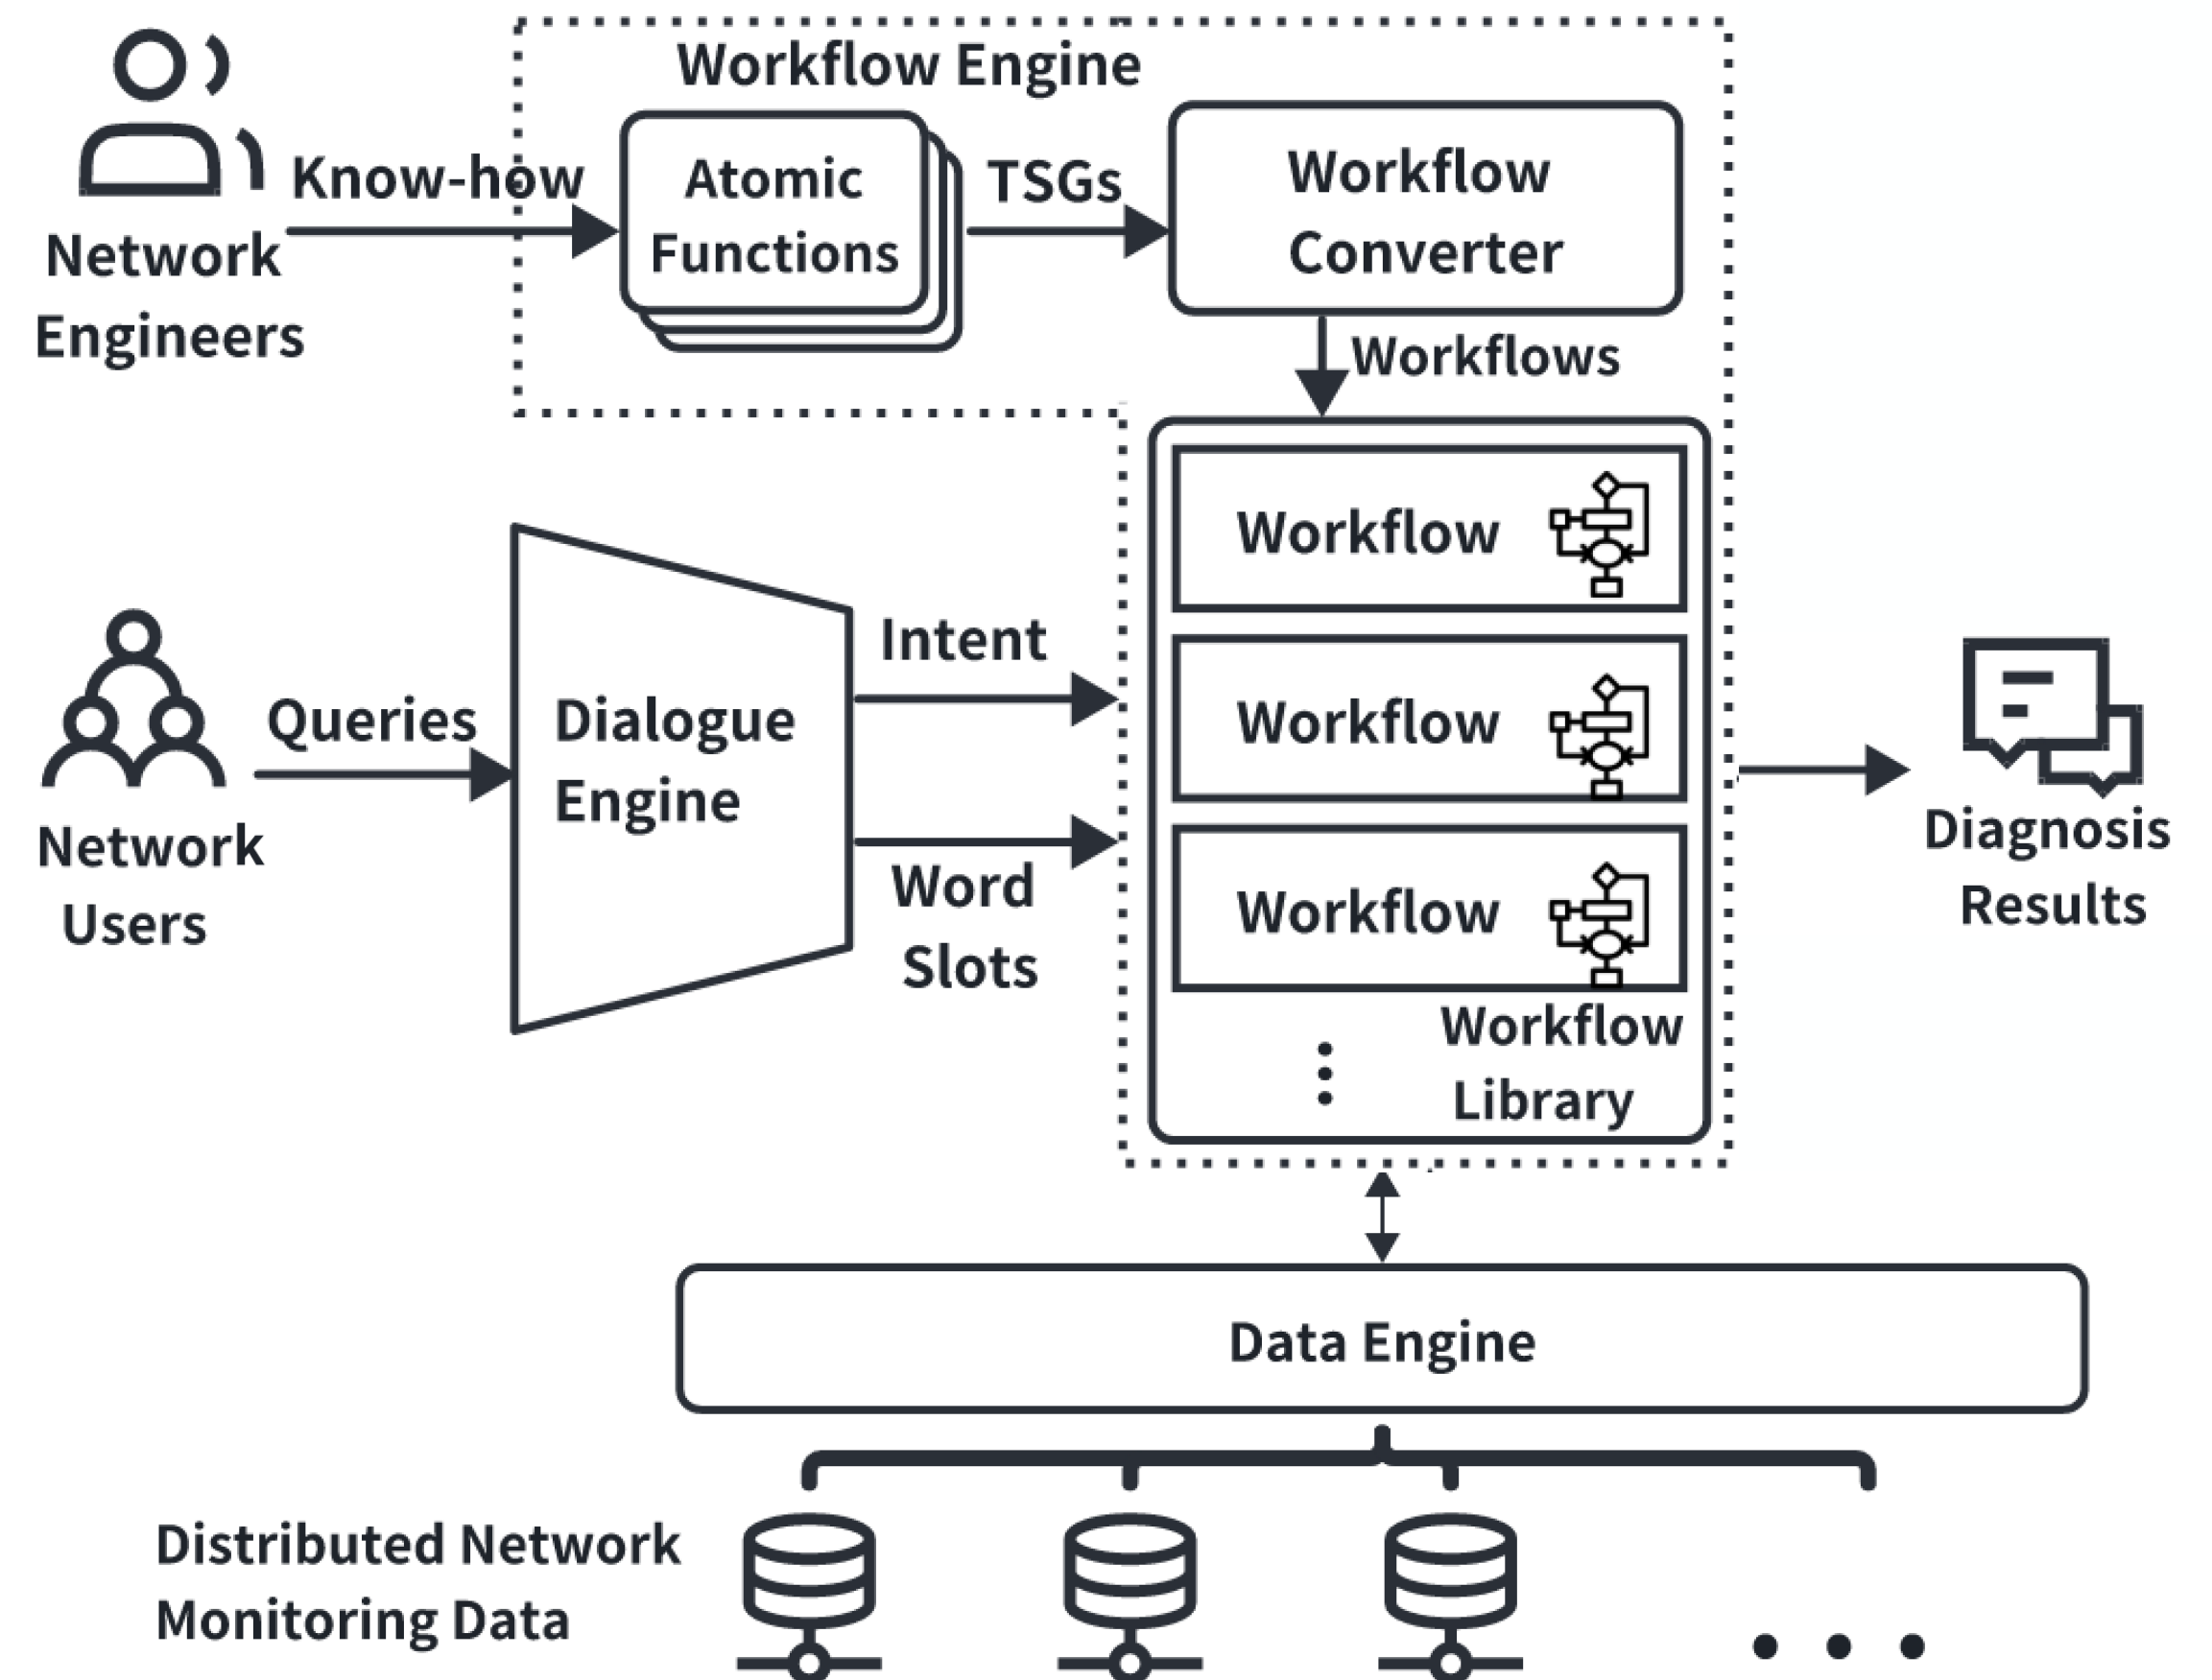 Workflow Engine
Know-how
Network
Engineers
Atomic
Functions
TSGs
Workflow
Converter
Workflows
Queries
Network
Users
Dialogue
Engine
Intent
Word
Slots
Workflow
Workflow
Workflow
Workflow
Library
Diagnosis
Results
Data Engine
Distributed Network
Monitoring Data